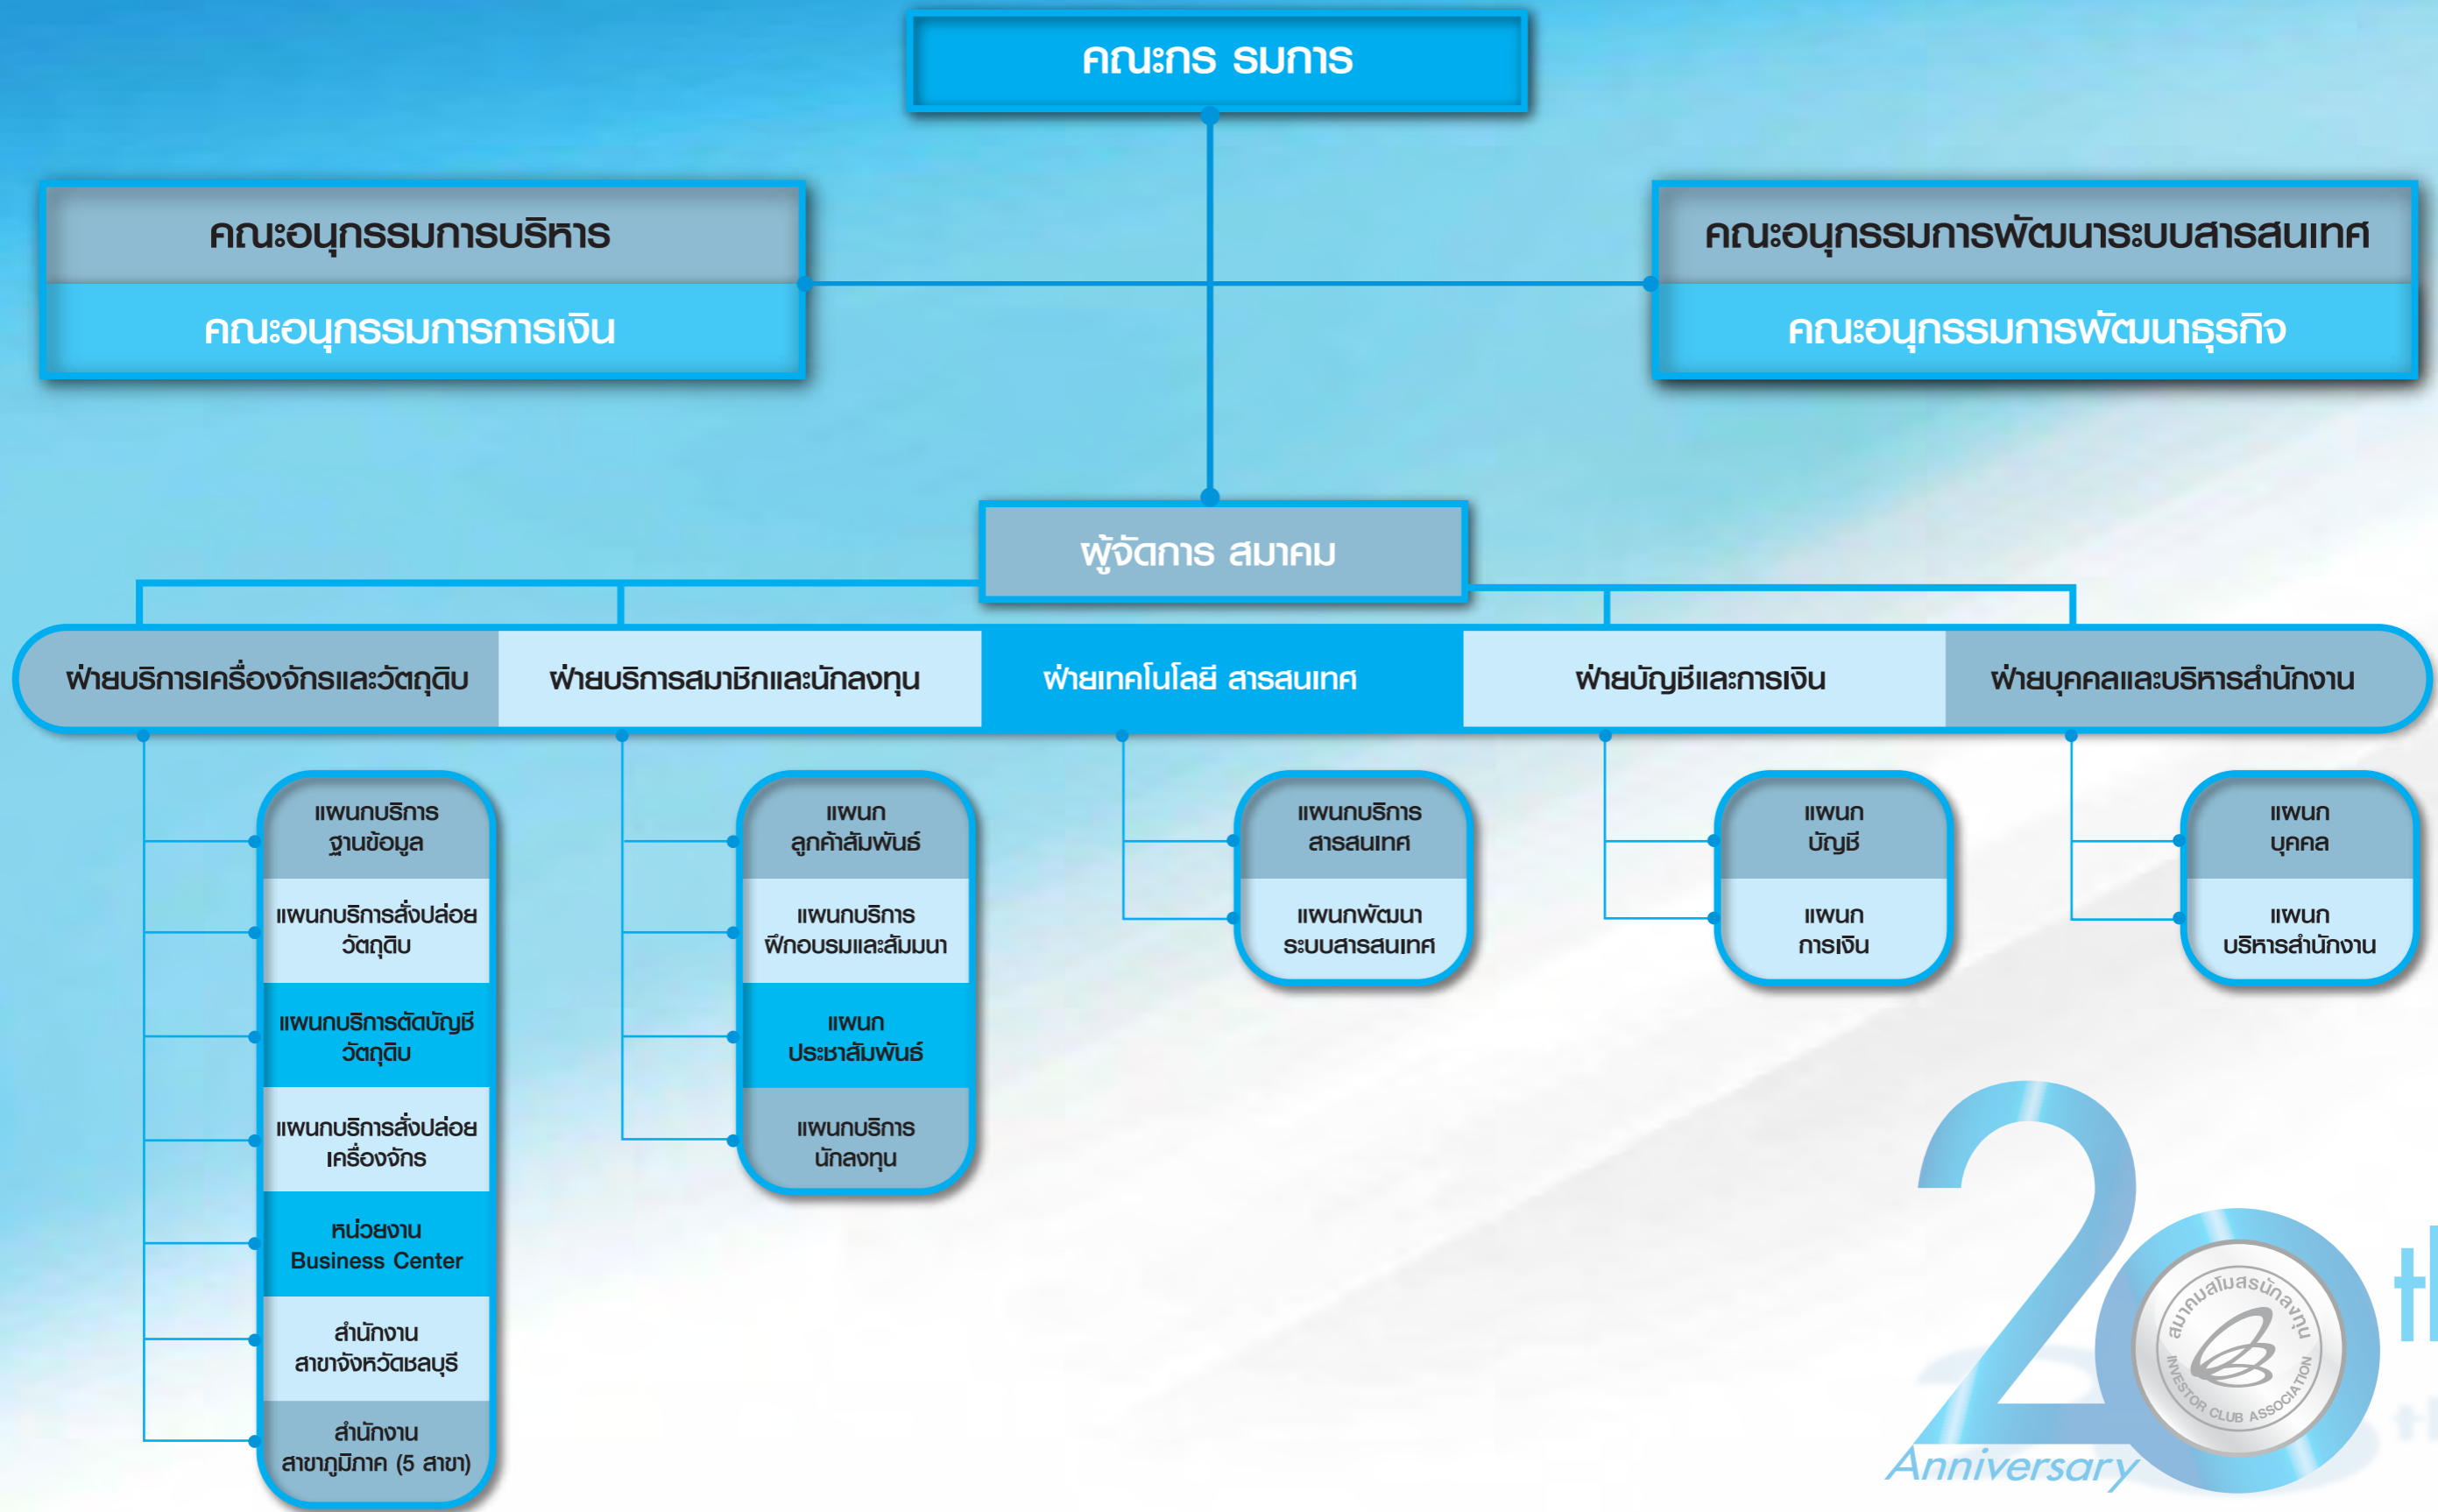 คณะกร รมการ
คณะอนุกรรมการบริหาร
คณะอนุกรรมการการเงิน
คณะอนุกรรมการพัฒนาระบบสารสนเทศ
คณะอนุกรรมการพัฒนาธุรกิจ
ผู้จัดการ สมาคม
ฝ่ายบริการเครื่องจักรและวัตถุดิบ
ฝ่ายบริการสมาชิกและนักลงทุน
ฝ่ายเทคโนโลยี สารสนเทศ
ฝ่ายบัญชีและการเงิน
ฝ่ายบุคคลและบริหารสำนักงาน
แผนกบริการ
ฐานข้อมูล
แผนกบริการสั่งปล่อย
วัตถุดิบ
แผนกบริการตัดบัญชี
วัตถุดิบ
แผนกบริการสั่งปล่อย
เครื่องจักร
หน่วยงาน
Business Center
สำนักงาน
สาขาจังหวัดชลบุรี
สำนักงาน
สาขาภูมิภาค (5 สาขา)
แผนก
ลูกค้าสัมพันธ์
แผนกบริการ
ฝึกอบรมและสัมมนา
แผนก
ประชาสัมพันธ์
แผนกบริการ
นักลงทุน
แผนกบริการ
สารสนเทศ
แผนกพัฒนา
ระบบสารสนเทศ
แผนก
บัญชี
แผนก
การเงิน
แผนก
บุคคล
แผนก
บริหารสำนักงาน
20th
สมาคมสโมสรนักลงทุน
INVESTOR CLUB ASSOCIATION
Anniversary